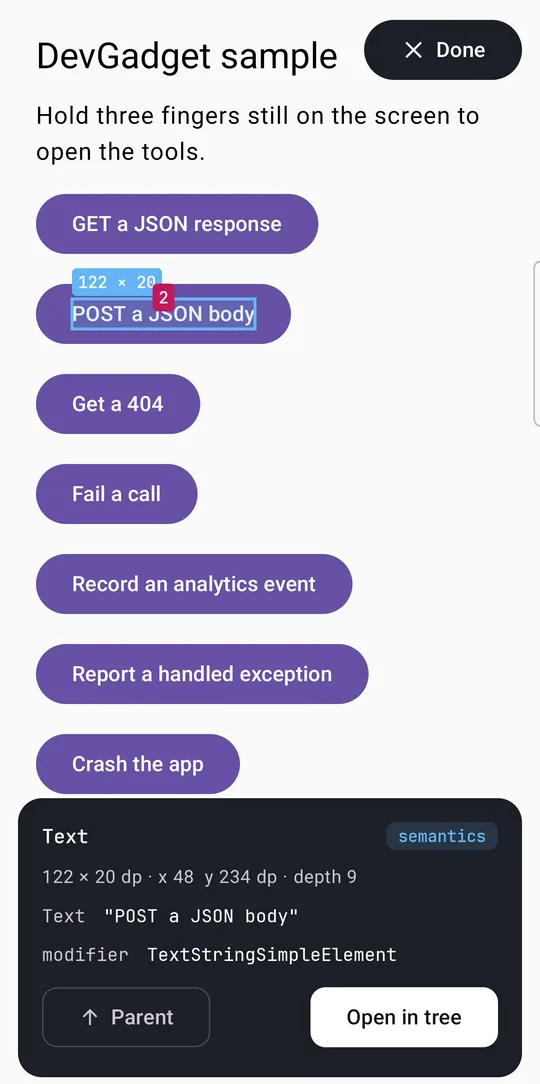 DevGadget sample
Done
Hold three fingers still on the screen to
open the tools.
GET a JSON response
122 × 20
2
POST a JSON body
Get a 404
Fail a call
Record an analytics event
Report a handled exception
Crash the app
Text semantics
122 × 20 dp · x 48 y 234 dp · depth 9
Text "POST a JSON body"
modifier TextStringSimpleElement
↑ Parent
Open in tree